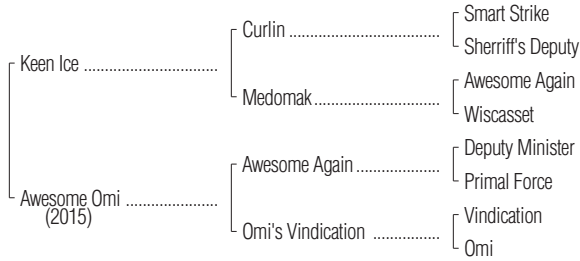 Smart Strike
Curlin ..............................
Sherriff's Deputy
Keen Ice ................................
Awesome Again
Medomak..............................
Wiscasset
Deputy Minister
Awesome Again ....................
Primal Force
Awesome Omi ......................
(2015)
Vindication
Omi's Vindication ................
Omi